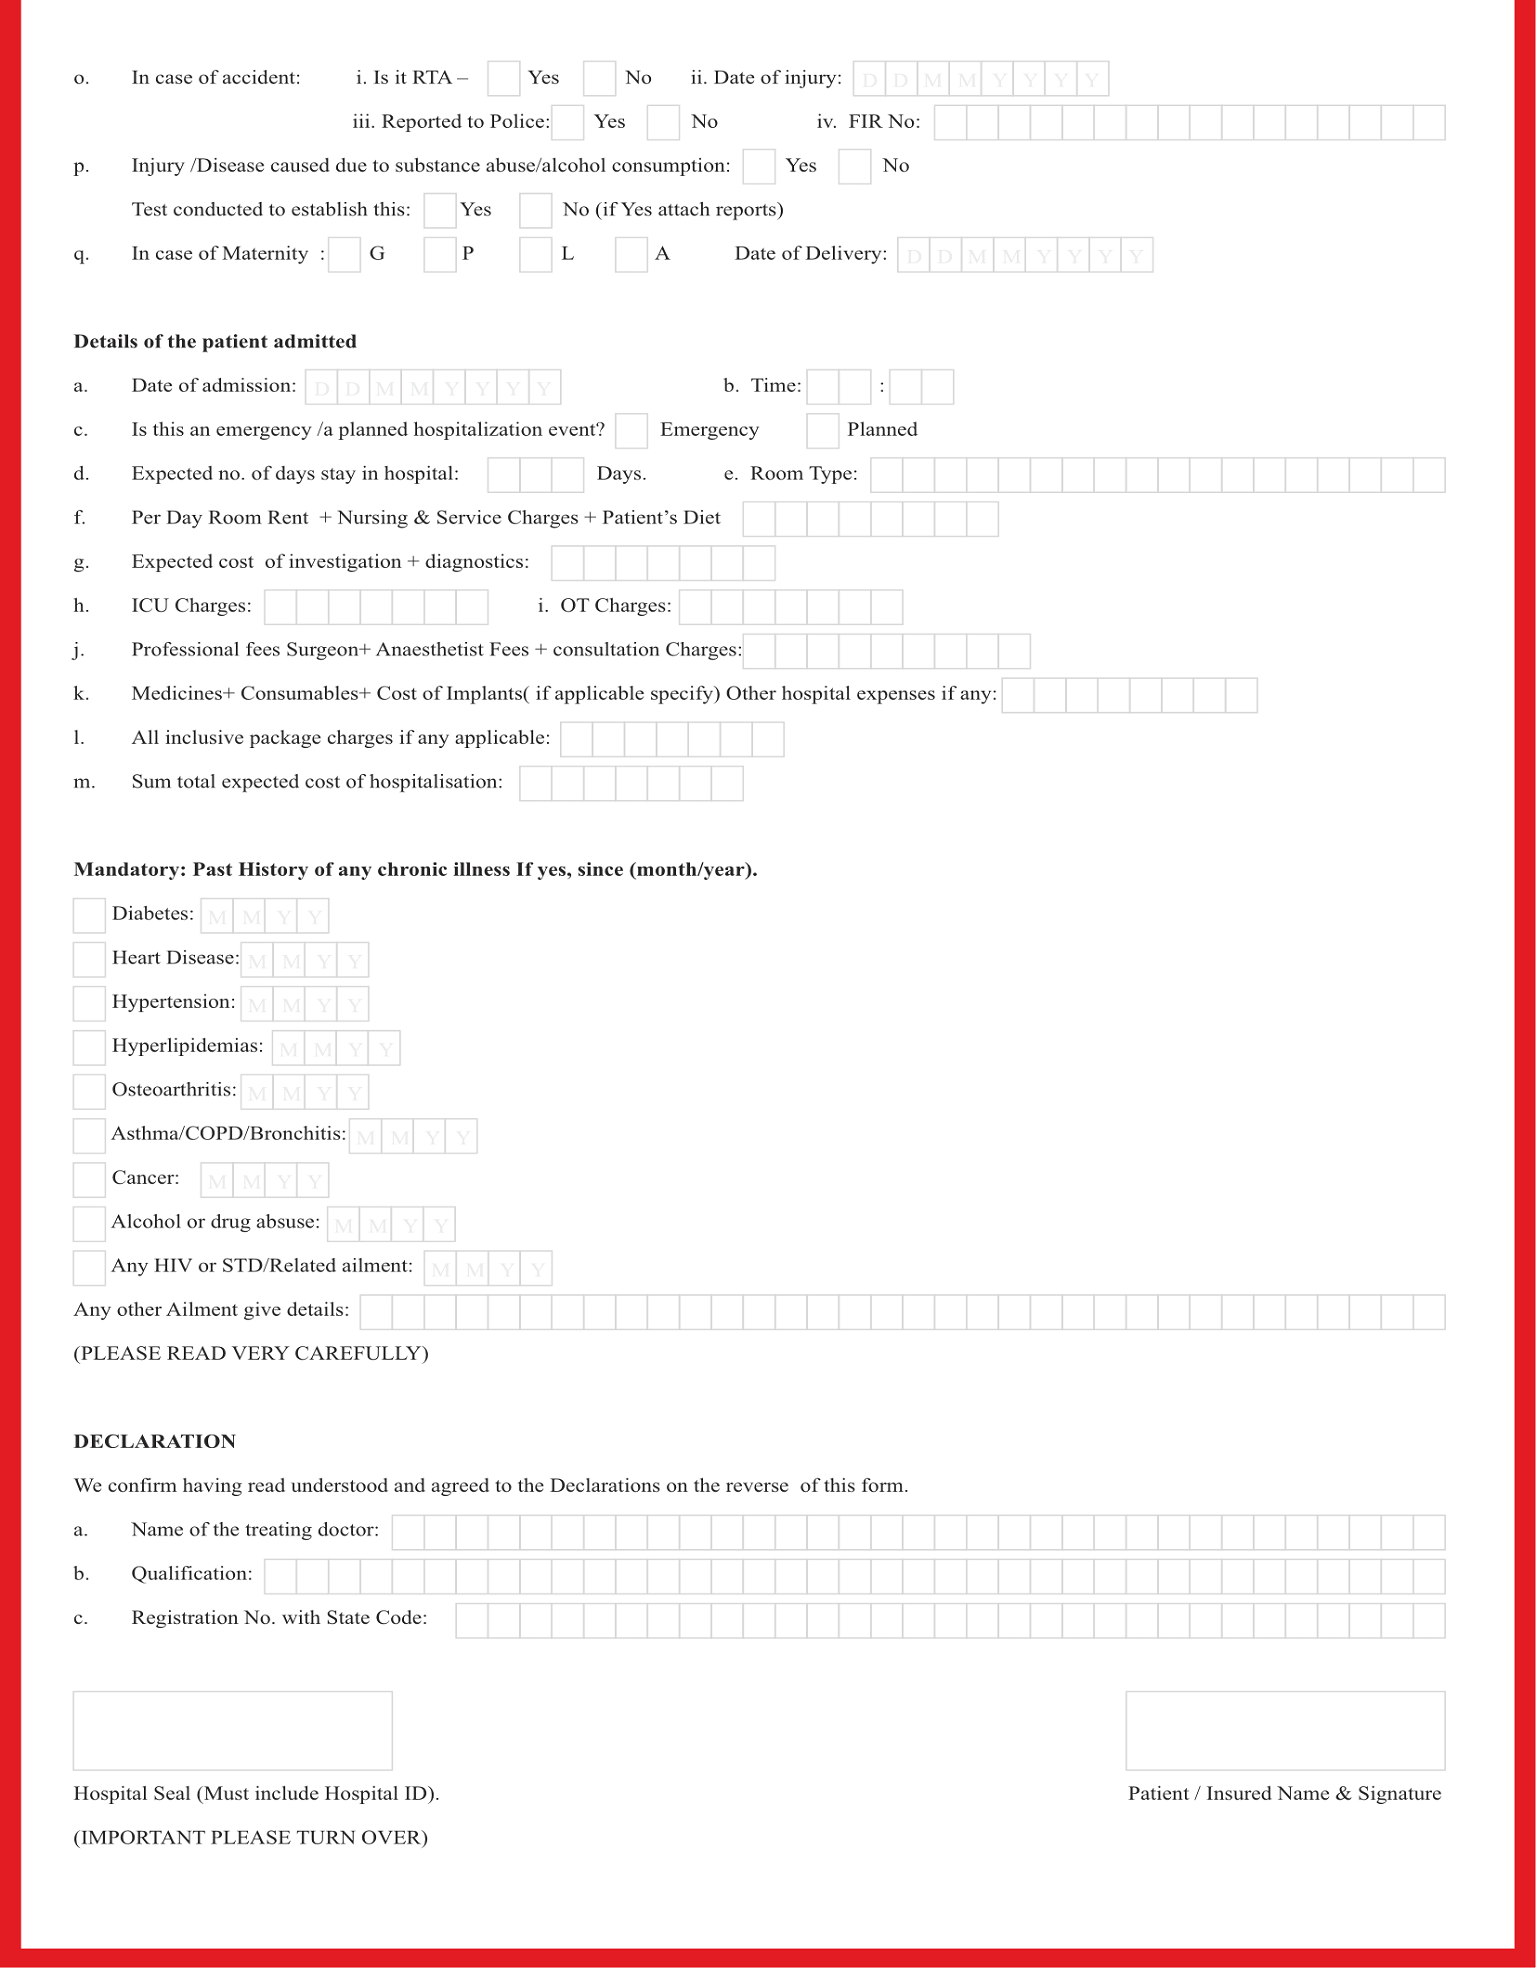 o. In case of accident: i. Is it RTA – Yes No ii. Date of injury: D D M M Y Y Y Y
iii. Reported to Police: Yes No iv. FIR No:
p. Injury /Disease caused due to substance abuse/alcohol consumption: Yes No
Test conducted to establish this: Yes No (if Yes attach reports)
q. In case of Maternity : G P L A Date of Delivery: D D M M Y Y Y Y
Details of the patient admitted
a. Date of admission: D D M M Y Y Y Y b. Time: :
c. Is this an emergency /a planned hospitalization event? Emergency Planned
d. Expected no. of days stay in hospital: Days. e. Room Type:
f. Per Day Room Rent + Nursing & Service Charges + Patient’s Diet
g. Expected cost of investigation + diagnostics:
h. ICU Charges: i. OT Charges:
j. Professional fees Surgeon+ Anaesthetist Fees + consultation Charges:
k. Medicines+ Consumables+ Cost of Implants( if applicable specify) Other hospital expenses if any:
l. All inclusive package charges if any applicable:
m. Sum total expected cost of hospitalisation:
Mandatory: Past History of any chronic illness If yes, since (month/year).
Diabetes: M M Y Y
Heart Disease: M M Y Y
Hypertension: M M Y Y
Hyperlipidemias: M M Y Y
Osteoarthritis: M M Y Y
Asthma/COPD/Bronchitis: M M Y Y
Cancer: M M Y Y
Alcohol or drug absuse: M M Y Y
Any HIV or STD/Related ailment: M M Y Y
Any other Ailment give details:
(PLEASE READ VERY CAREFULLY)
DECLARATION
We confirm having read understood and agreed to the Declarations on the reverse of this form.
a. Name of the treating doctor:
b. Qualification:
c. Registration No. with State Code:
Hospital Seal (Must include Hospital ID). Patient / Insured Name & Signature
(IMPORTANT PLEASE TURN OVER)